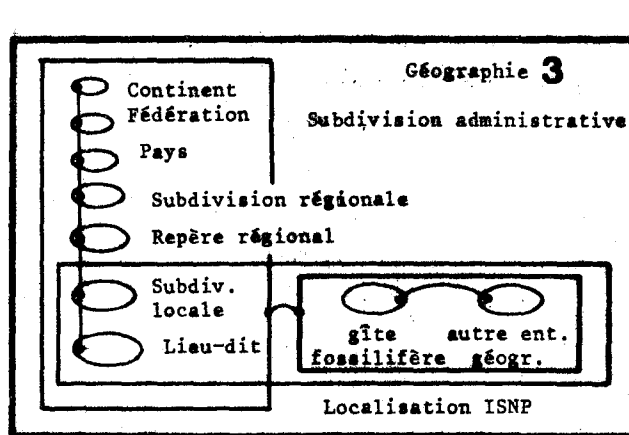 Géographie 3
Continent
Fédération
Subdivision administrative
Pays
Subdivision régionale
Repère régional
Subdiv.
locale
Lieu-dit
gîte
fossilifère
autre ent.
géogr.
Localisation ISNP